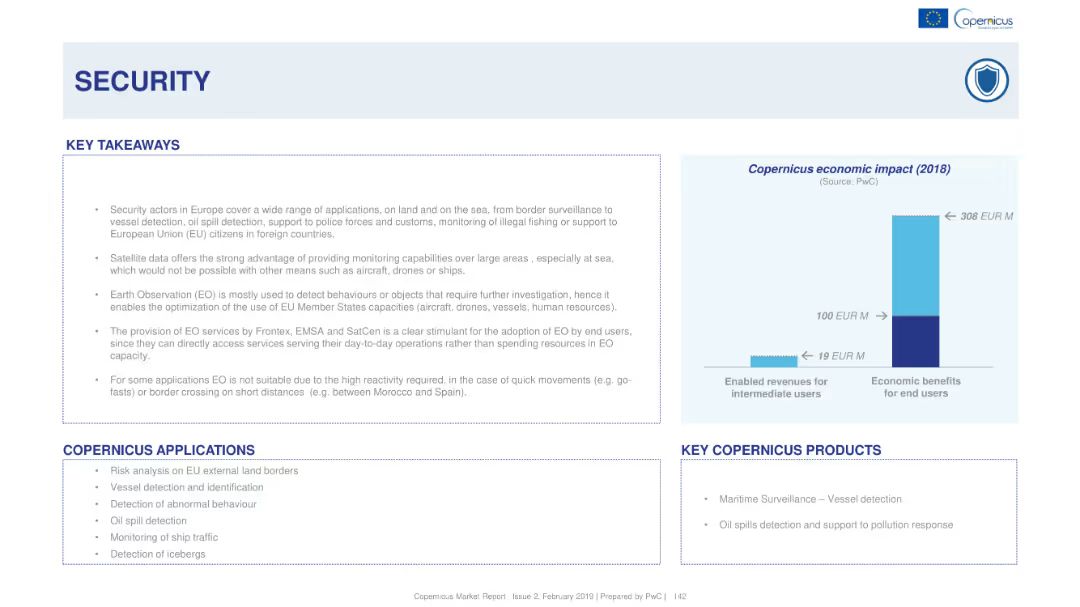 Copernicus
SECURITY
KEY TAKEAWAYS
• Security actors in Europe cover a wide range of applications, on land and on the sea, from border surveillance to
vessel detection, oil spill detection, support to police forces and customs, monitoring of illegal fishing or support to
European Union (EU) citizens in foreign countries.
• Satellite data offers the strong advantage of providing monitoring capabilities over large areas , especially at sea,
which would not be possible with other means such as aircraft, drones or ships.
• Earth Observation (EO) is mostly used to detect behaviours or objects that require further investigation, hence it
enables the optimization of the use of EU Member States capacities (aircraft, drones, vessels, human resources).
• The provision of EO services by Frontex, EMSA and SatCen is a clear stimulant for the adoption of EO by end users,
since they can directly access services serving their day-to-day operations rather than spending resources in EO
capacity.
• For some applications EO is not suitable due to the high reactivity required, in the case of quick movements (e.g. go-
fasts) or border crossing on short distances (e.g. between Morocco and Spain).
Copernicus economic impact (2018)
(Source: PwC)
308 EUR M
100 EUR M
19 EUR M
Enabled revenues for
intermediate users
Economic benefits
for end users
COPERNICUS APPLICATIONS
• Risk analysis on EU external land borders
• Vessel detection and identification
• Detection of abnormal behaviour
• Oil spill detection
• Monitoring of ship traffic
• Detection of icebergs
KEY COPERNICUS PRODUCTS
• Maritime Surveillance – Vessel detection
• Oil spills detection and support to pollution response
Copernicus Market Report Issue 2, February 2019 | Prepared by PwC | 142